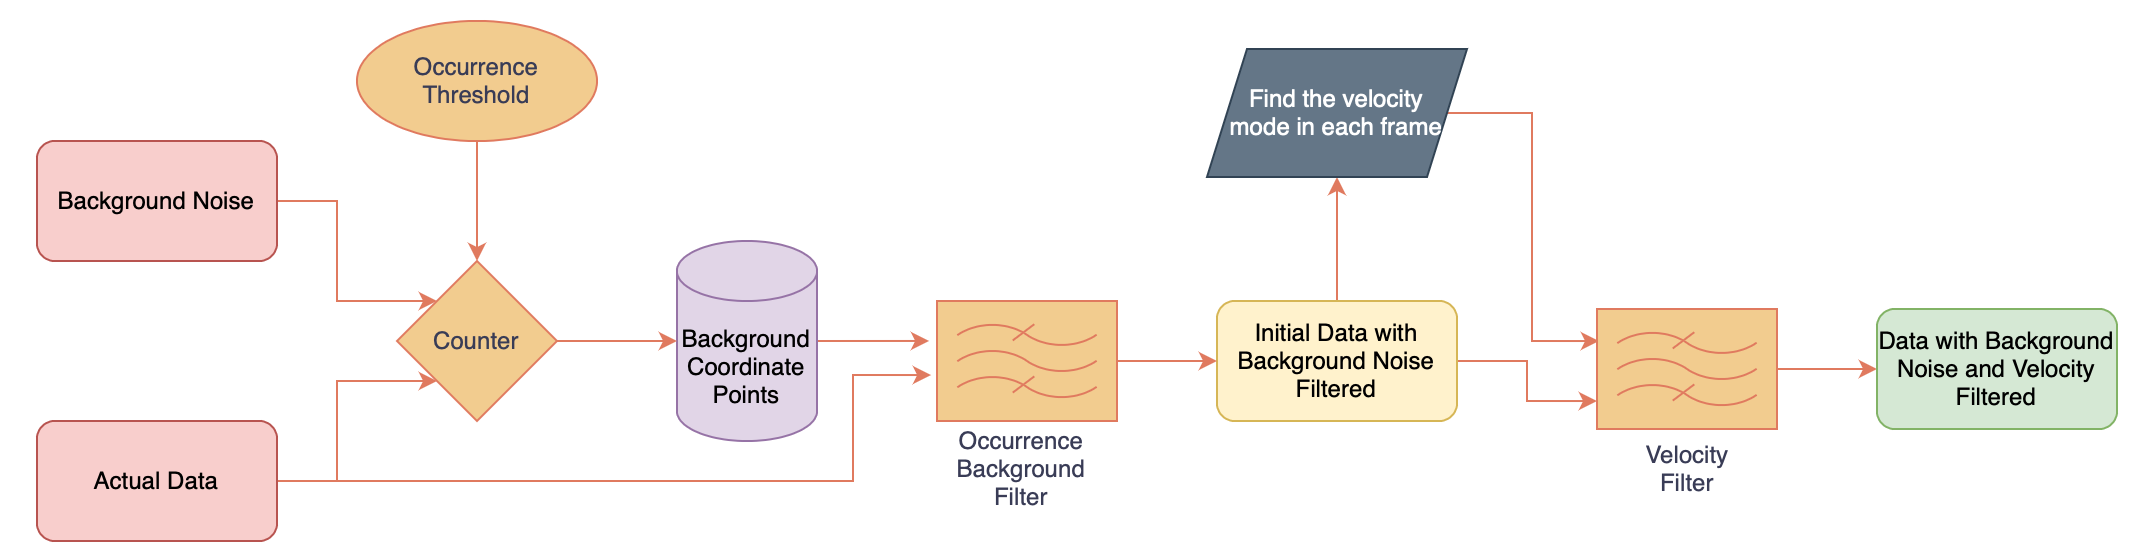 Occurrence
Threshold
Background Noise
Counter
Actual Data
Background
Coordinate
Points
Occurrence
Background
Filter
Find the velocity
mode in each frame
Initial Data with
Background Noise
Filtered
Velocity
Filter
Data with Background
Noise and Velocity
Filtered